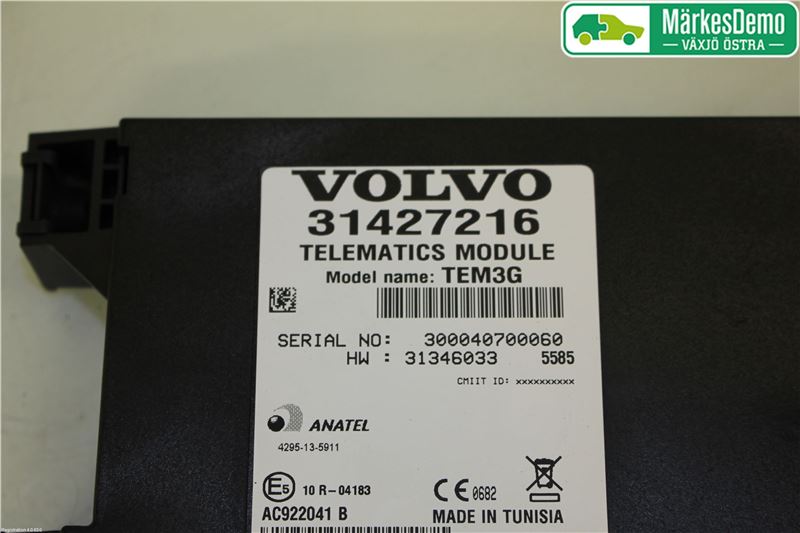 MärkesDemo
VÄXJÖ ÖSTRA
VOLVO
31427216
TELEMATICS MODULE
Model name: TEM3G
SERIAL NO: 300040700060
HW : 31346033 5585
CMIIT ID: xxxxxxxxxx
ANATEL
4295-13-5911
E5 10 R-04183
CE 0682
AC922041 B
MADE IN TUNISIA